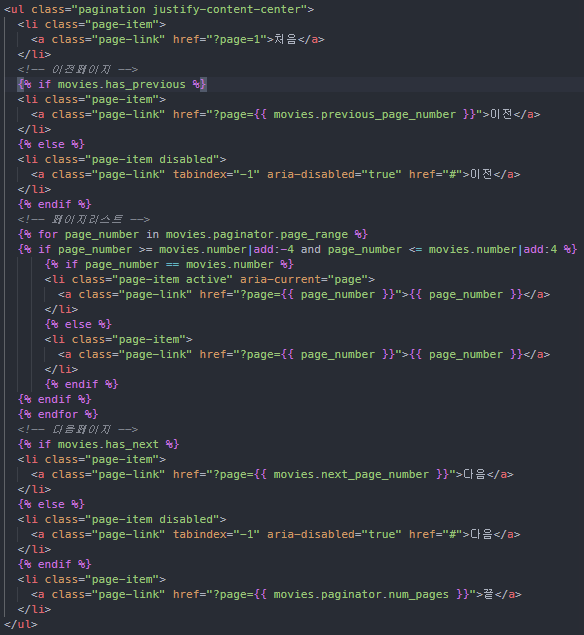 <ul class="pagination justify-content-center">
<li class="page-item">
<a class="page-link" href="?page=1">처음</a>
</li>
<!-- 이전페이지 -->
{% if movies.has_previous %}
<li class="page-item">
<a class="page-link" href="?page={{ movies.previous_page_number }}">이전</a>
</li>
{% else %}
<li class="page-item disabled">
<a class="page-link" tabindex="-1" aria-disabled="true" href="#">이전</a>
</li>
{% endif %}
<!-- 페이지리스트 -->
{% for page_number in movies.paginator.page_range %}
{% if page_number >= movies.number|add:-4 and page_number <= movies.number|add:4 %}
{% if page_number == movies.number %}
<li class="page-item active" aria-current="page">
<a class="page-link" href="?page={{ page_number }}">{{ page_number }}</a>
</li>
{% else %}
<li class="page-item">
<a class="page-link" href="?page={{ page_number }}">{{ page_number }}</a>
</li>
{% endif %}
{% endif %}
{% endfor %}
<!-- 다음페이지 -->
{% if movies.has_next %}
<li class="page-item">
<a class="page-link" href="?page={{ movies.next_page_number }}">다음</a>
</li>
{% else %}
<li class="page-item disabled">
<a class="page-link" tabindex="-1" aria-disabled="true" href="#">다음</a>
</li>
{% endif %}
<li class="page-item">
<a class="page-link" href="?page={{ movies.paginator.num_pages }}">끝</a>
</li>
</ul>